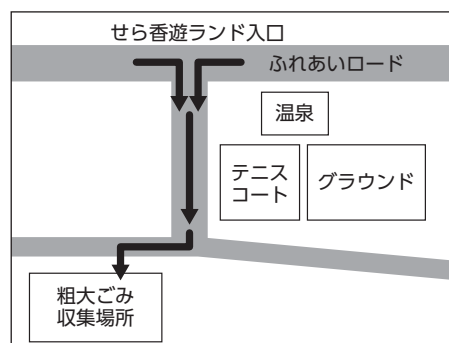 せら香遊ランド入口
ふれあいロード
温泉
テニス
コート
グラウンド
粗大ごみ
収集場所